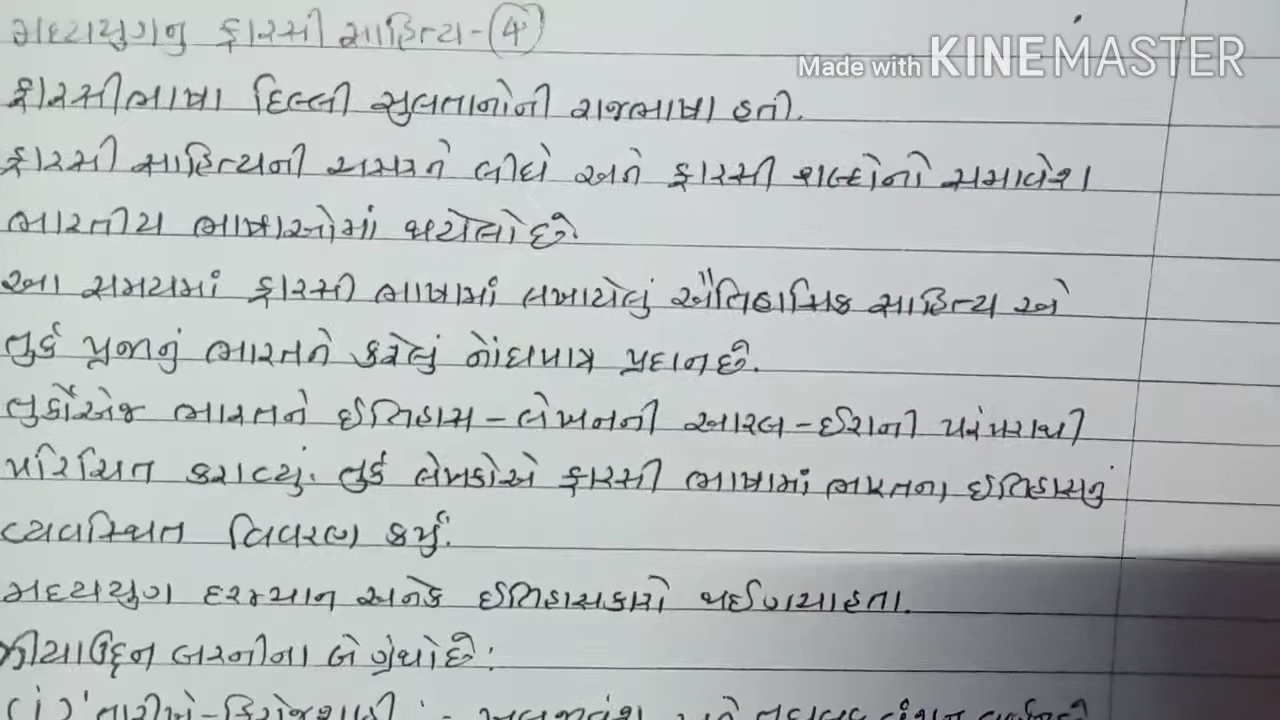 મધ્યયુગનુ ફારસી સાહિત્ય-૪
Made with KINEMASTER
ફારસીભાષા દિલ્લી સુલતાનોની રાજભાષા હતી.
ફારસી સાહિત્યની અસરને લીધે અને ફારસી શબ્દોનો સમાવેશ
ભારતીય ભાષાઓમાં થયેલો છે.
આ સમયમાં ફારસી ભાષામાં લખાયેલું ઐતિહાસિક સાહિત્ય એ
તુર્ક પ્રજાનું ભારતને કરેલું નોંધપાત્ર પ્રદાન છે.
તુર્કોએજ ભારતને ઈતિહાસ-લેખનની આરબ-ઈરાની પરંપરાથી
પરિચિત કરાવ્યું. તુર્ક લેખકોએ ફારસી ભાષામાં ભારતના ઈતિહાસનું
વ્યવસ્થિત વિવરણ કર્યું.
મધ્યયુગ દરમ્યાન અનેક ઈતિહાસકારો થઈગયાહતા.
ઝીયાઉદ્દિન બરનીના બે ગ્રંથો છે:
(i) 'તારીખે-ફિરોજશાહી':-